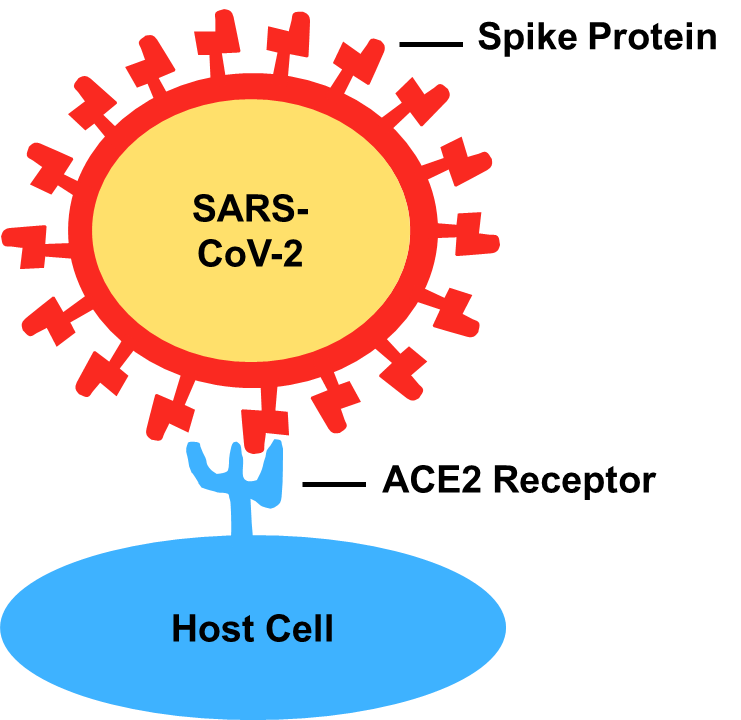 Spike Protein
SARS-
CoV-2
ACE2 Receptor
Host Cell